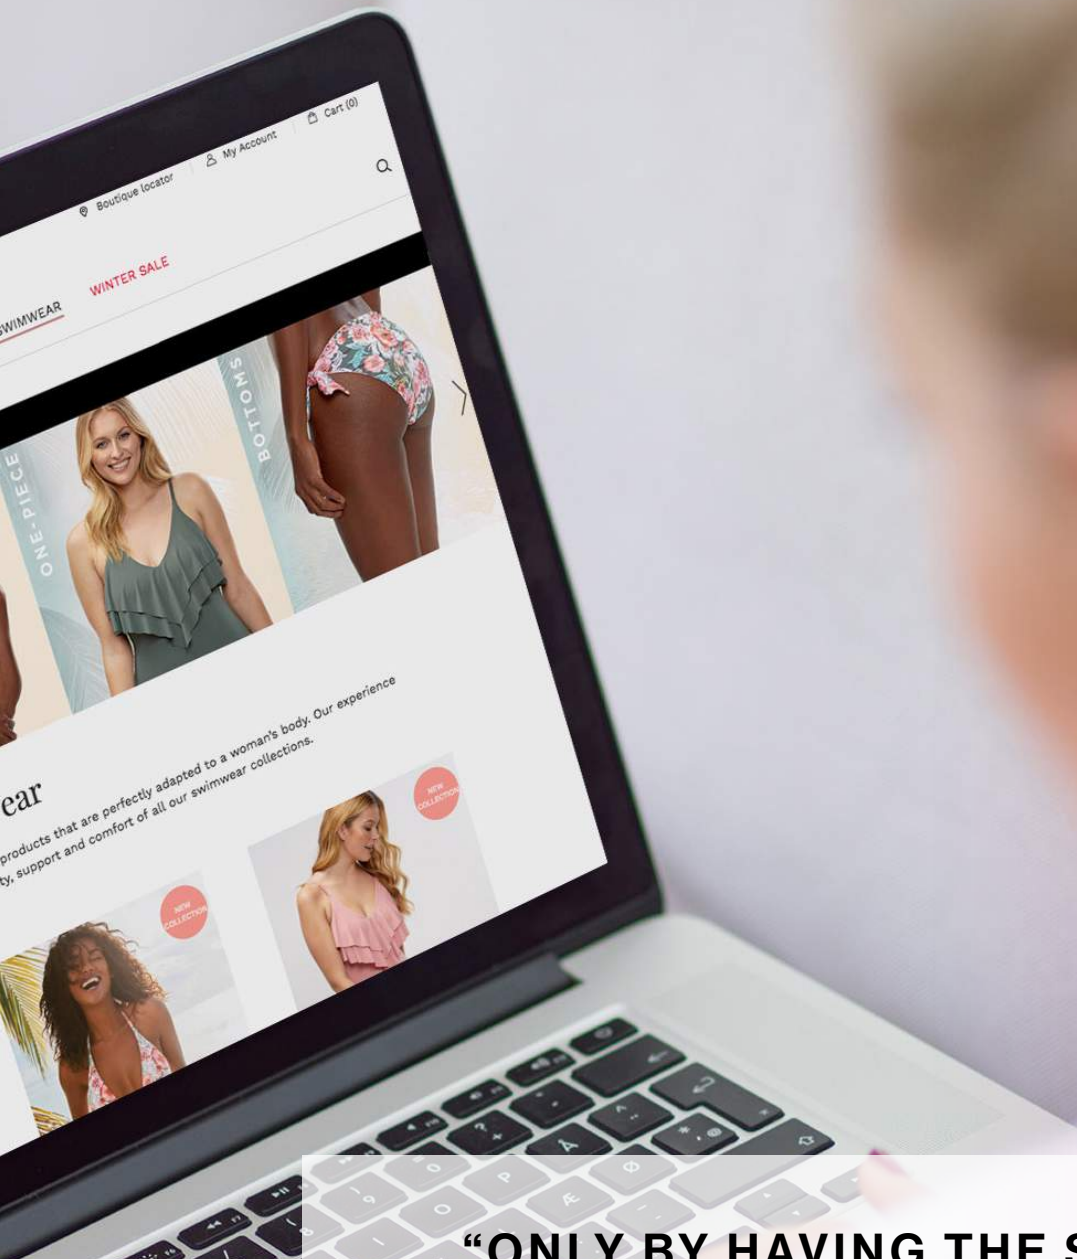 Boutique locator
My Account
Cart (0)
SWIMWEAR
WINTER SALE
ONE-PIECE
BOTTOMS
ear
products that are perfectly adapted to a woman's body. Our experience
ty, support and comfort of all our swimwear collections.
NEW
COLLECTION
NEW
COLLECTION
“ONLY BY HAVING THE S